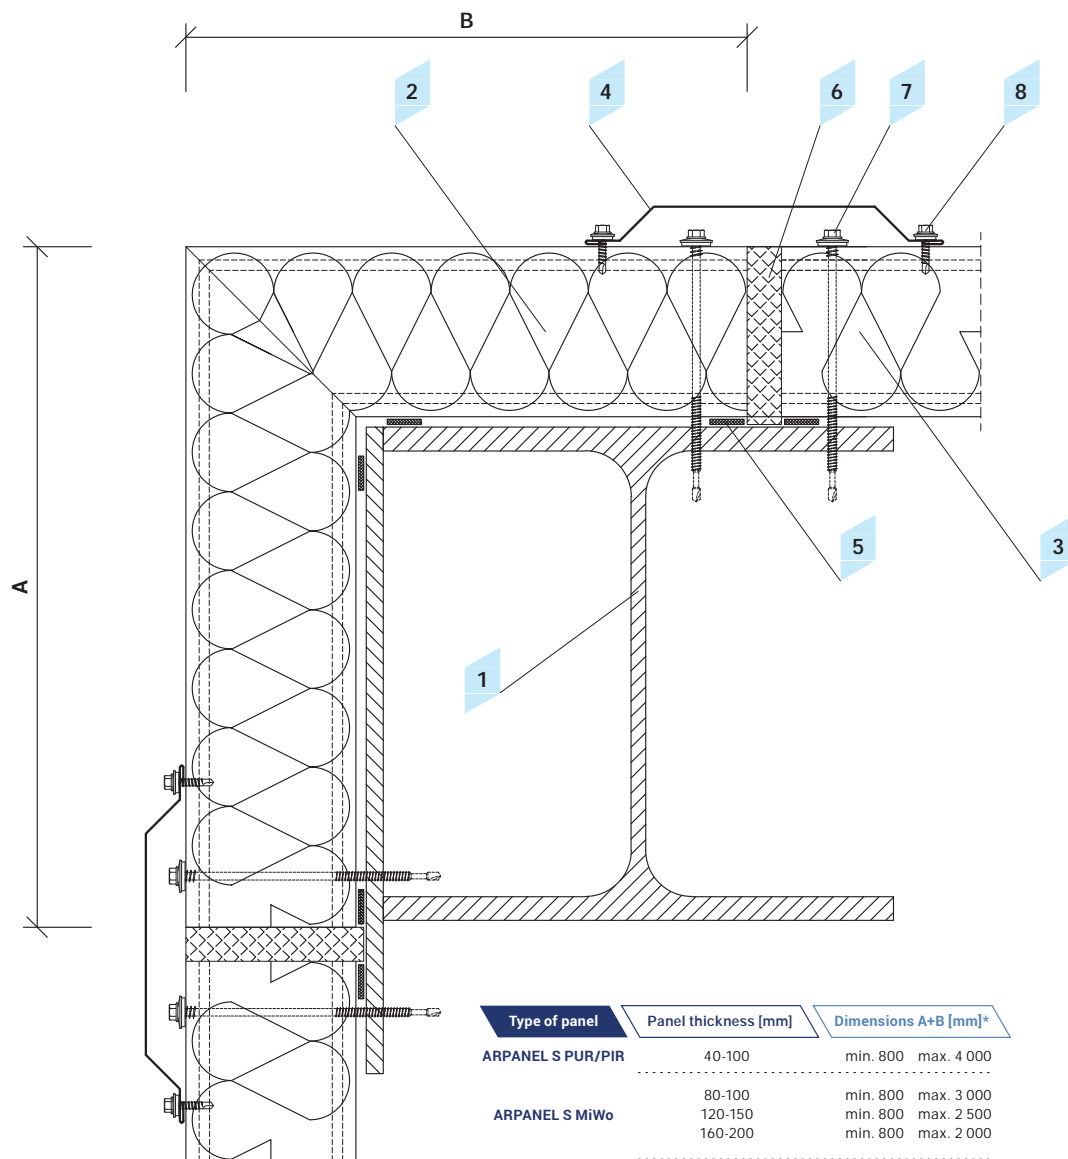 B
2
4
6
7
8
A
5
3
1
Type of panel Panel thickness [mm] Dimensions A+B [mm]*
ARPANEL S PUR/PIR 40-100 min. 800 max. 4 000
80-100 min. 800 max. 3 000
ARPANEL S MiWo 120-150 min. 800 max. 2 500
160-200 min. 800 max. 2 000